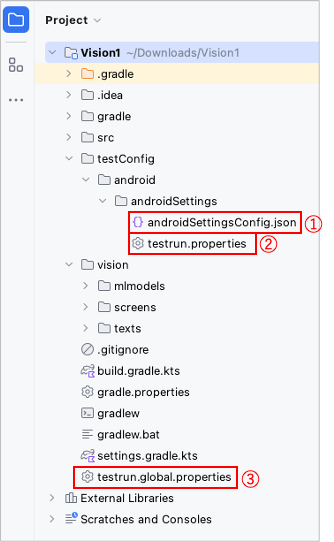 Project
Vision1 ~/Downloads/Vision1
.gradle
.idea
gradle
src
testConfig
android
androidSettings
{} androidSettingsConfig.json ①
testrun.properties ②
vision
mlmodels
screens
texts
.gitignore
build.gradle.kts
gradle.properties
gradlew
gradlew.bat
settings.gradle.kts
testrun.global.properties ③
External Libraries
Scratches and Consoles